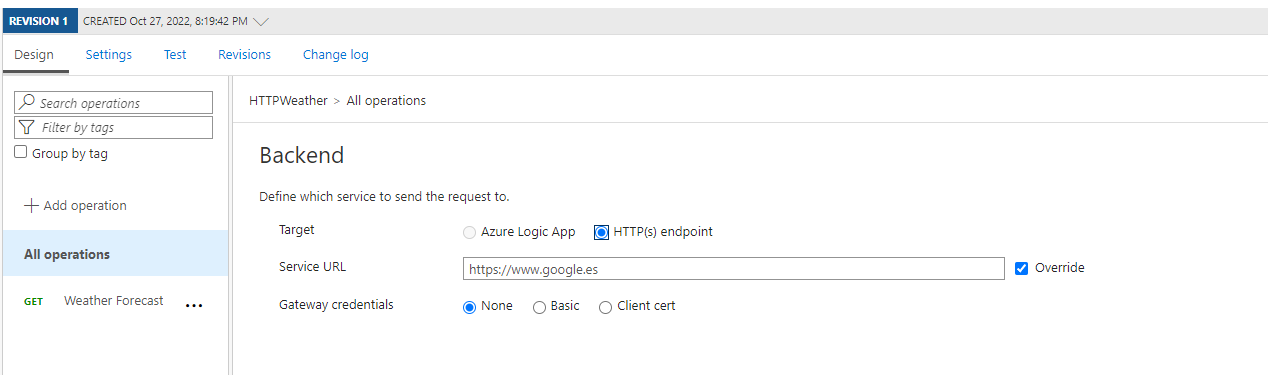 REVISION 1 CREATED Oct 27, 2022, 8:19:42 PM
Design Settings Test Revisions Change log
Search operations
Filter by tags
Group by tag
Add operation
All operations
GET Weather Forecast ...
HTTPWeather > All operations
Backend
Define which service to send the request to.
Target Azure Logic App HTTP(s) endpoint
Service URL https://www.google.es Override
Gateway credentials None Basic Client cert